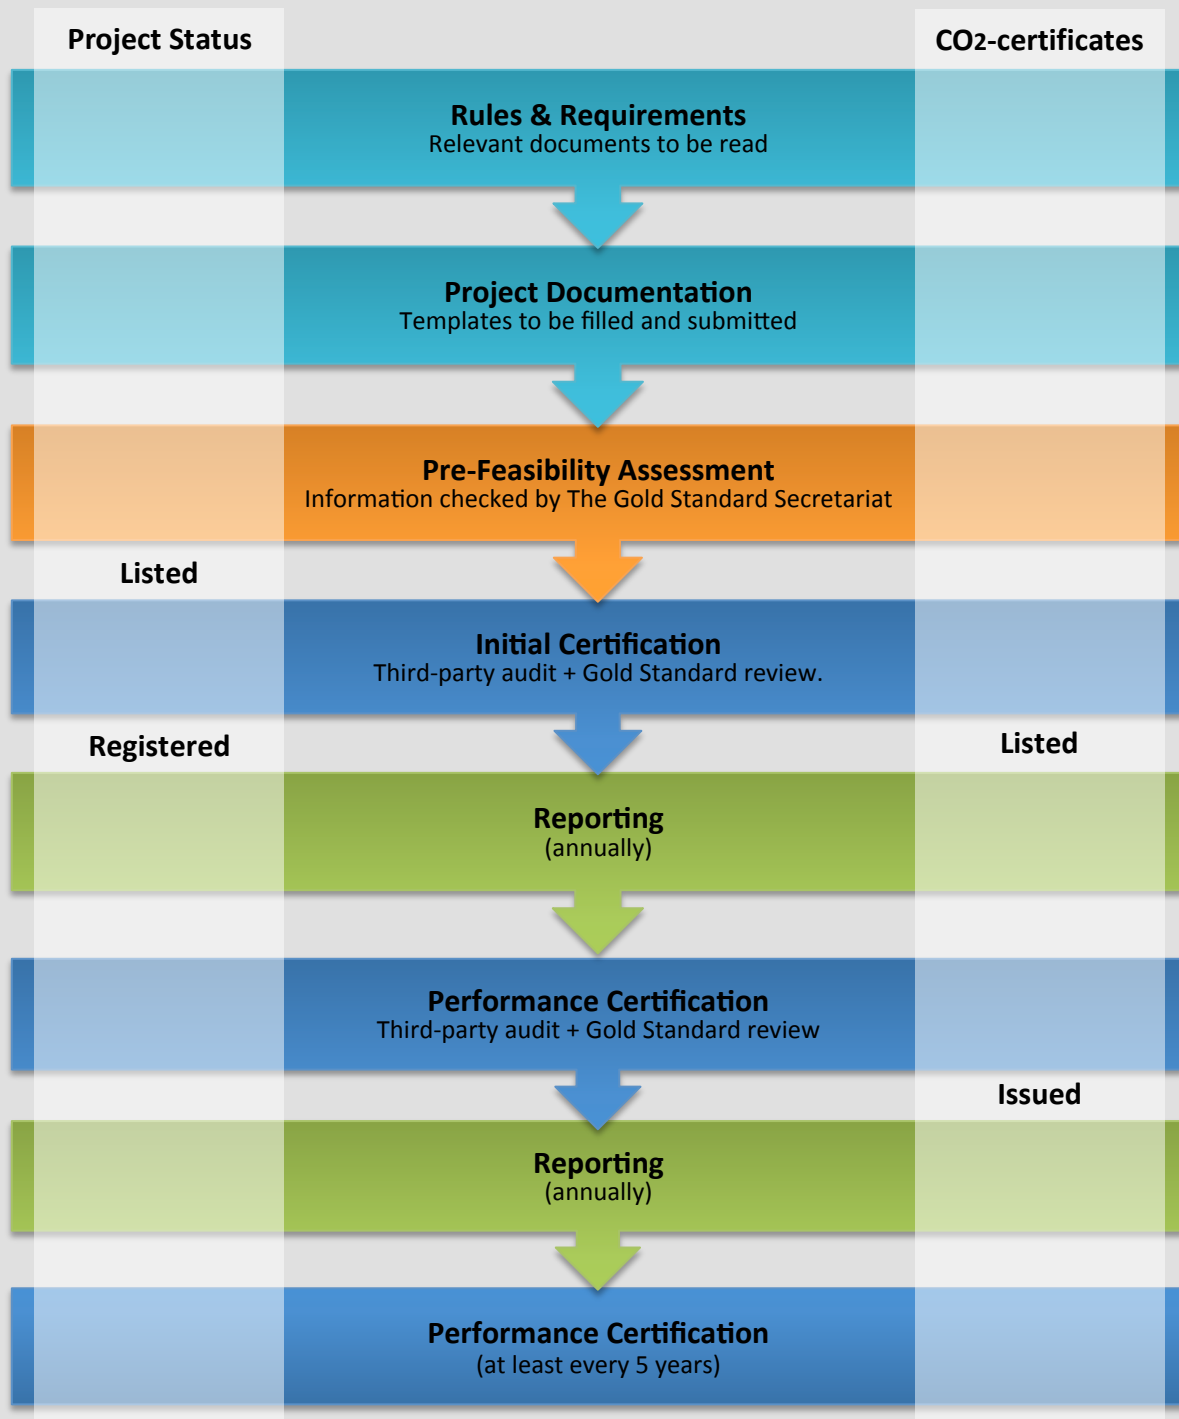 Project Status
CO2-certificates
Rules & Requirements
Relevant documents to be read
Project Documentation
Templates to be filled and submitted
Pre-Feasibility Assessment
Information checked by The Gold Standard Secretariat
Listed
Initial Certification
Third-party audit + Gold Standard review.
Registered
Listed
Reporting
(annually)
Performance Certification
Third-party audit + Gold Standard review
Issued
Reporting
(annually)
Performance Certification
(at least every 5 years)